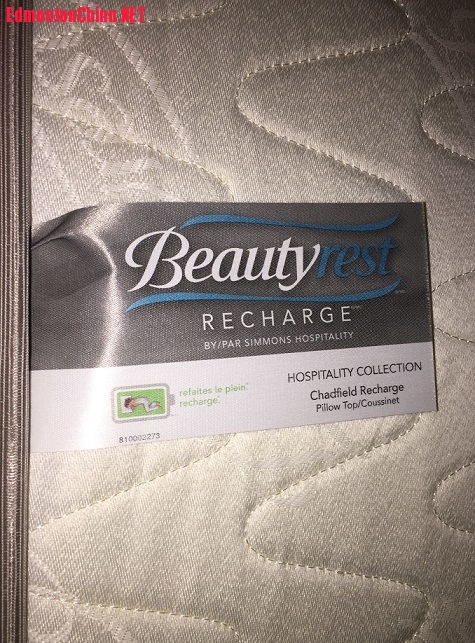 EdmontonChina.NET
Beautyrest
RECHARGE
BY/PAR SIMMONS HOSPITALITY
HOSPITALITY COLLECTION
Chadfield Recharge
Pillow Top/Coussinet
refaites le plein.
recharge.
810002273